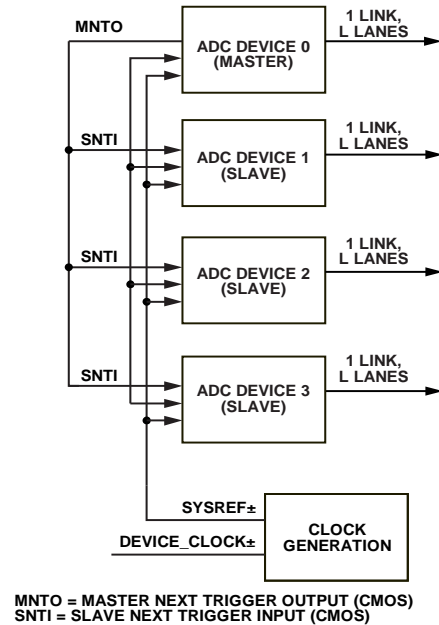 MNTO
ADC DEVICE 0
(MASTER)
1 LINK,
L LANES
SNTI
ADC DEVICE 1
(SLAVE)
1 LINK,
L LANES
SNTI
ADC DEVICE 2
(SLAVE)
1 LINK,
L LANES
SNTI
ADC DEVICE 3
(SLAVE)
1 LINK,
L LANES
SYSREF±
DEVICE_CLOCK±
CLOCK
GENERATION
MNTO = MASTER NEXT TRIGGER OUTPUT (CMOS)
SNTI = SLAVE NEXT TRIGGER INPUT (CMOS)